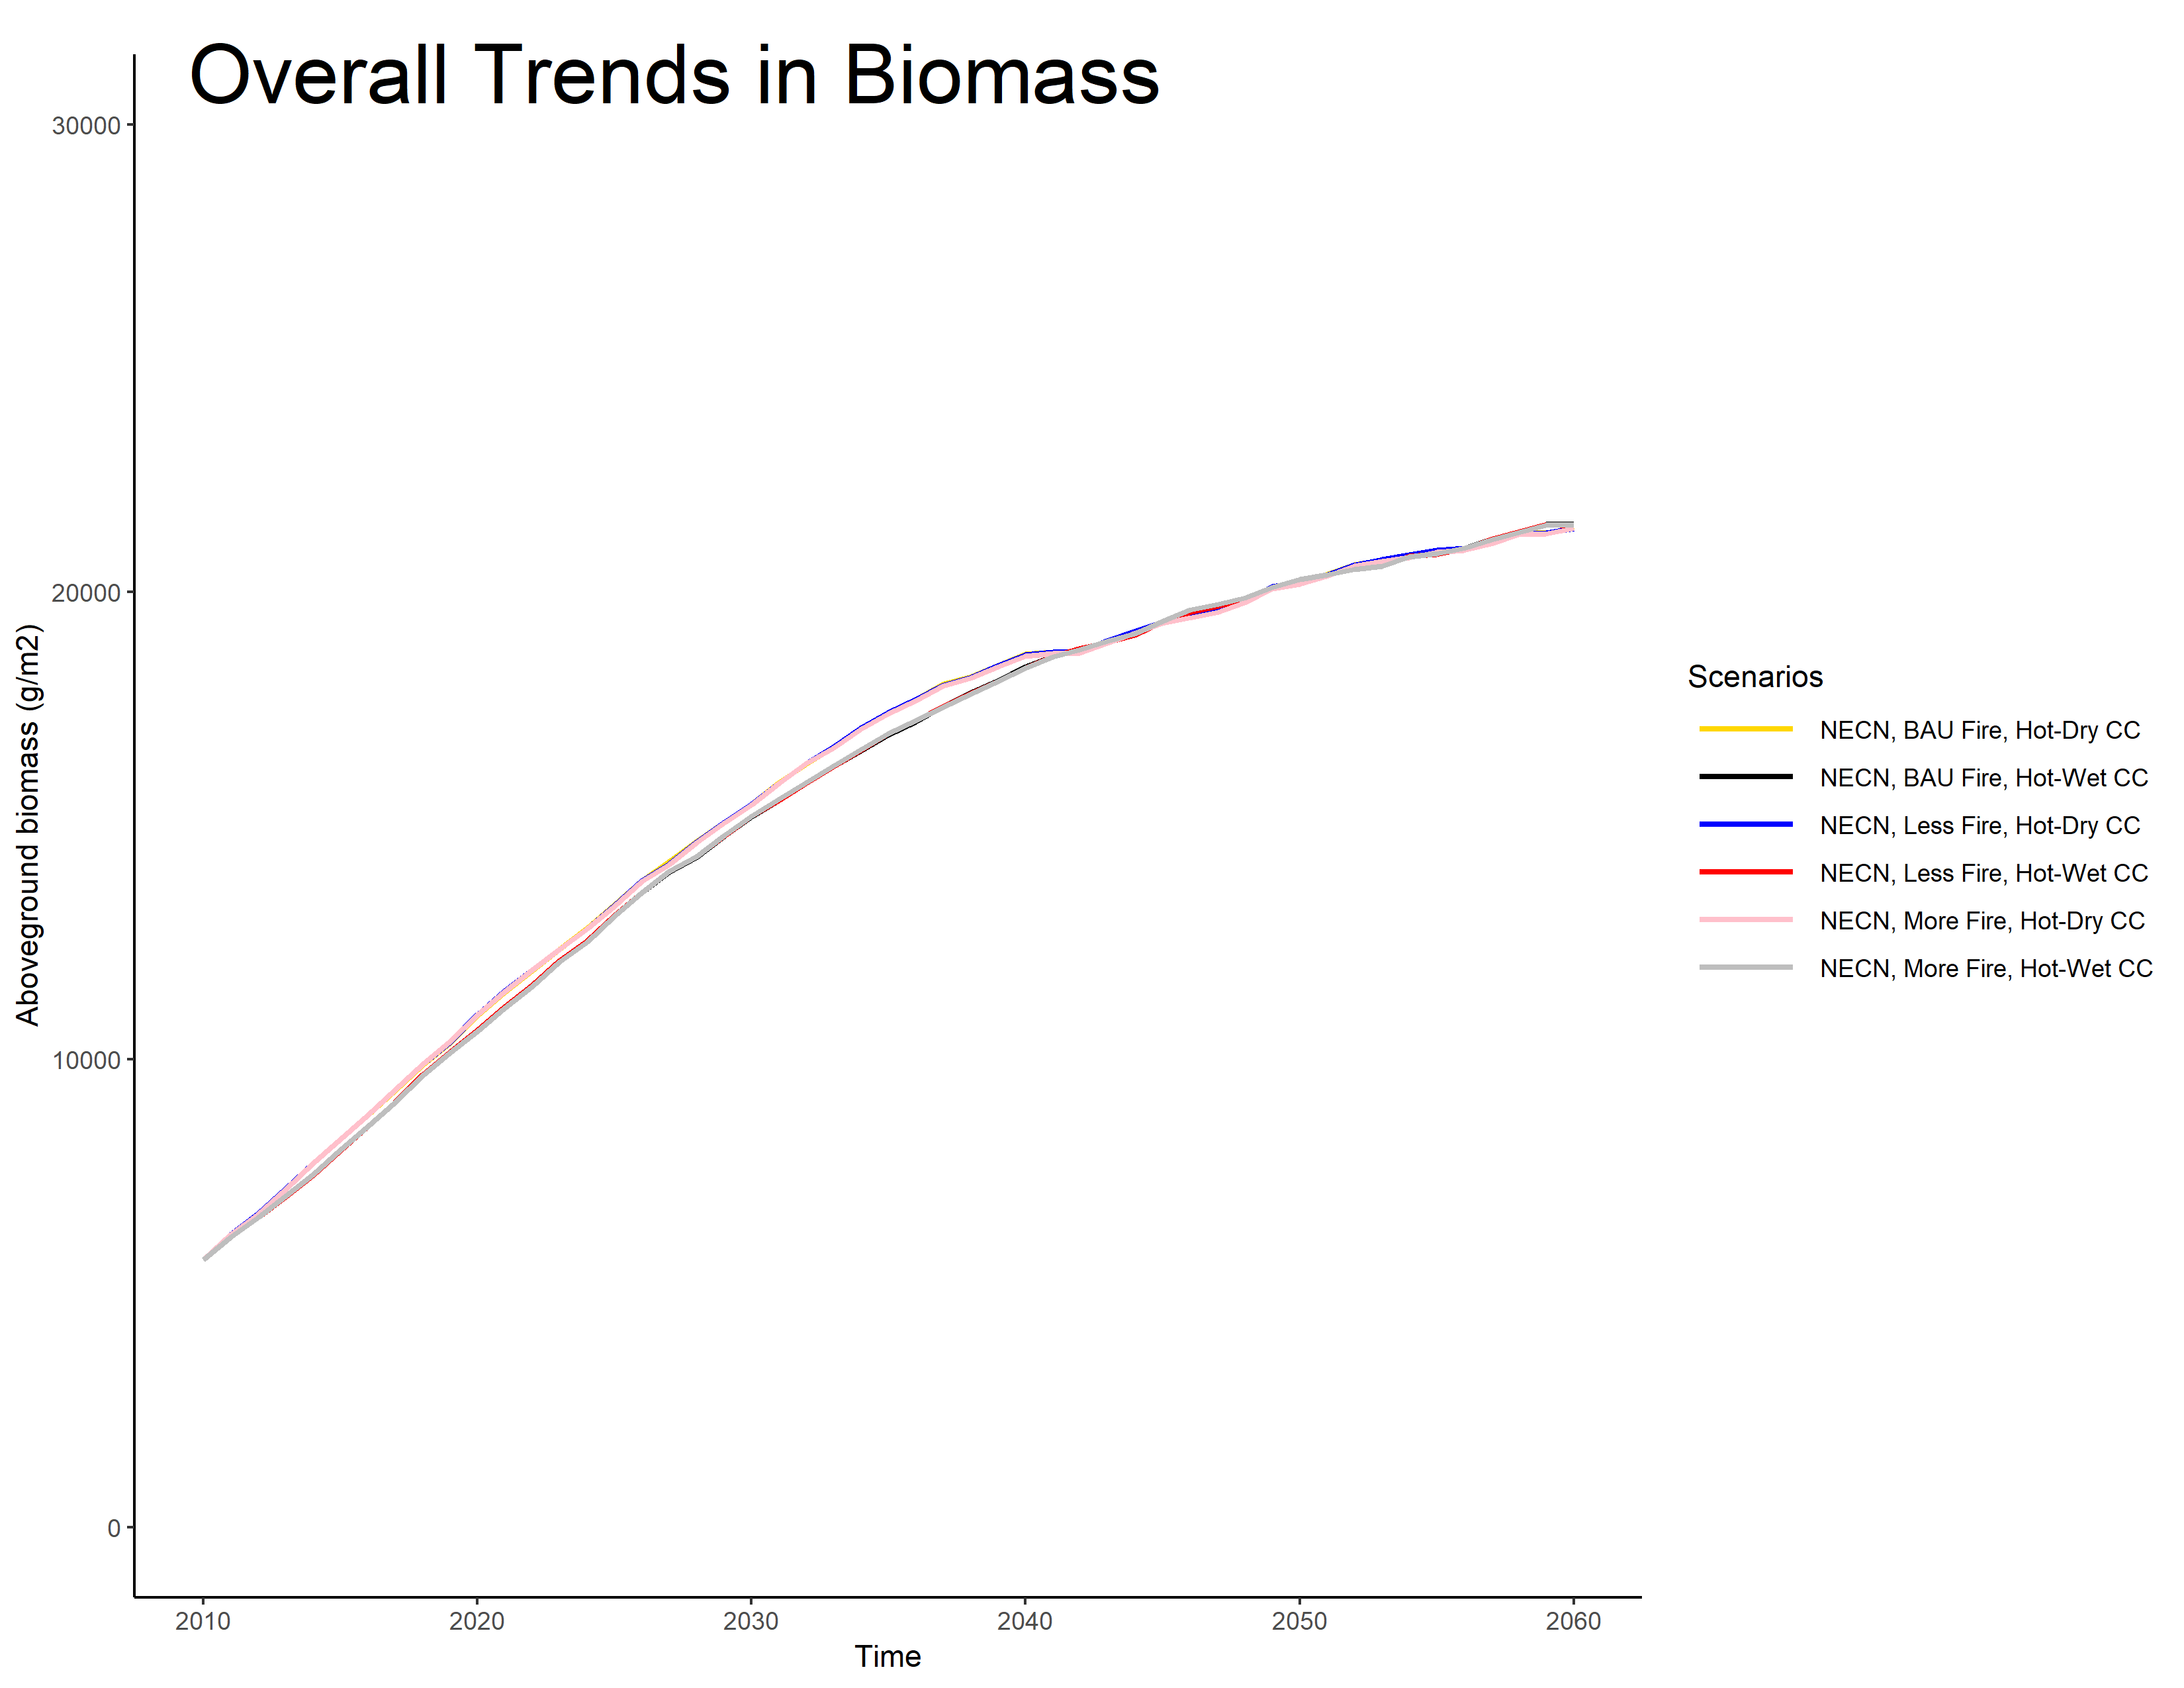 Overall Trends in Biomass
30000
20000
10000
0
Aboveground biomass (g/m2)
2010
2020
2030
2040
2050
2060
Time
Scenarios
NECN, BAU Fire, Hot-Dry CC
NECN, BAU Fire, Hot-Wet CC
NECN, Less Fire, Hot-Dry CC
NECN, Less Fire, Hot-Wet CC
NECN, More Fire, Hot-Dry CC
NECN, More Fire, Hot-Wet CC